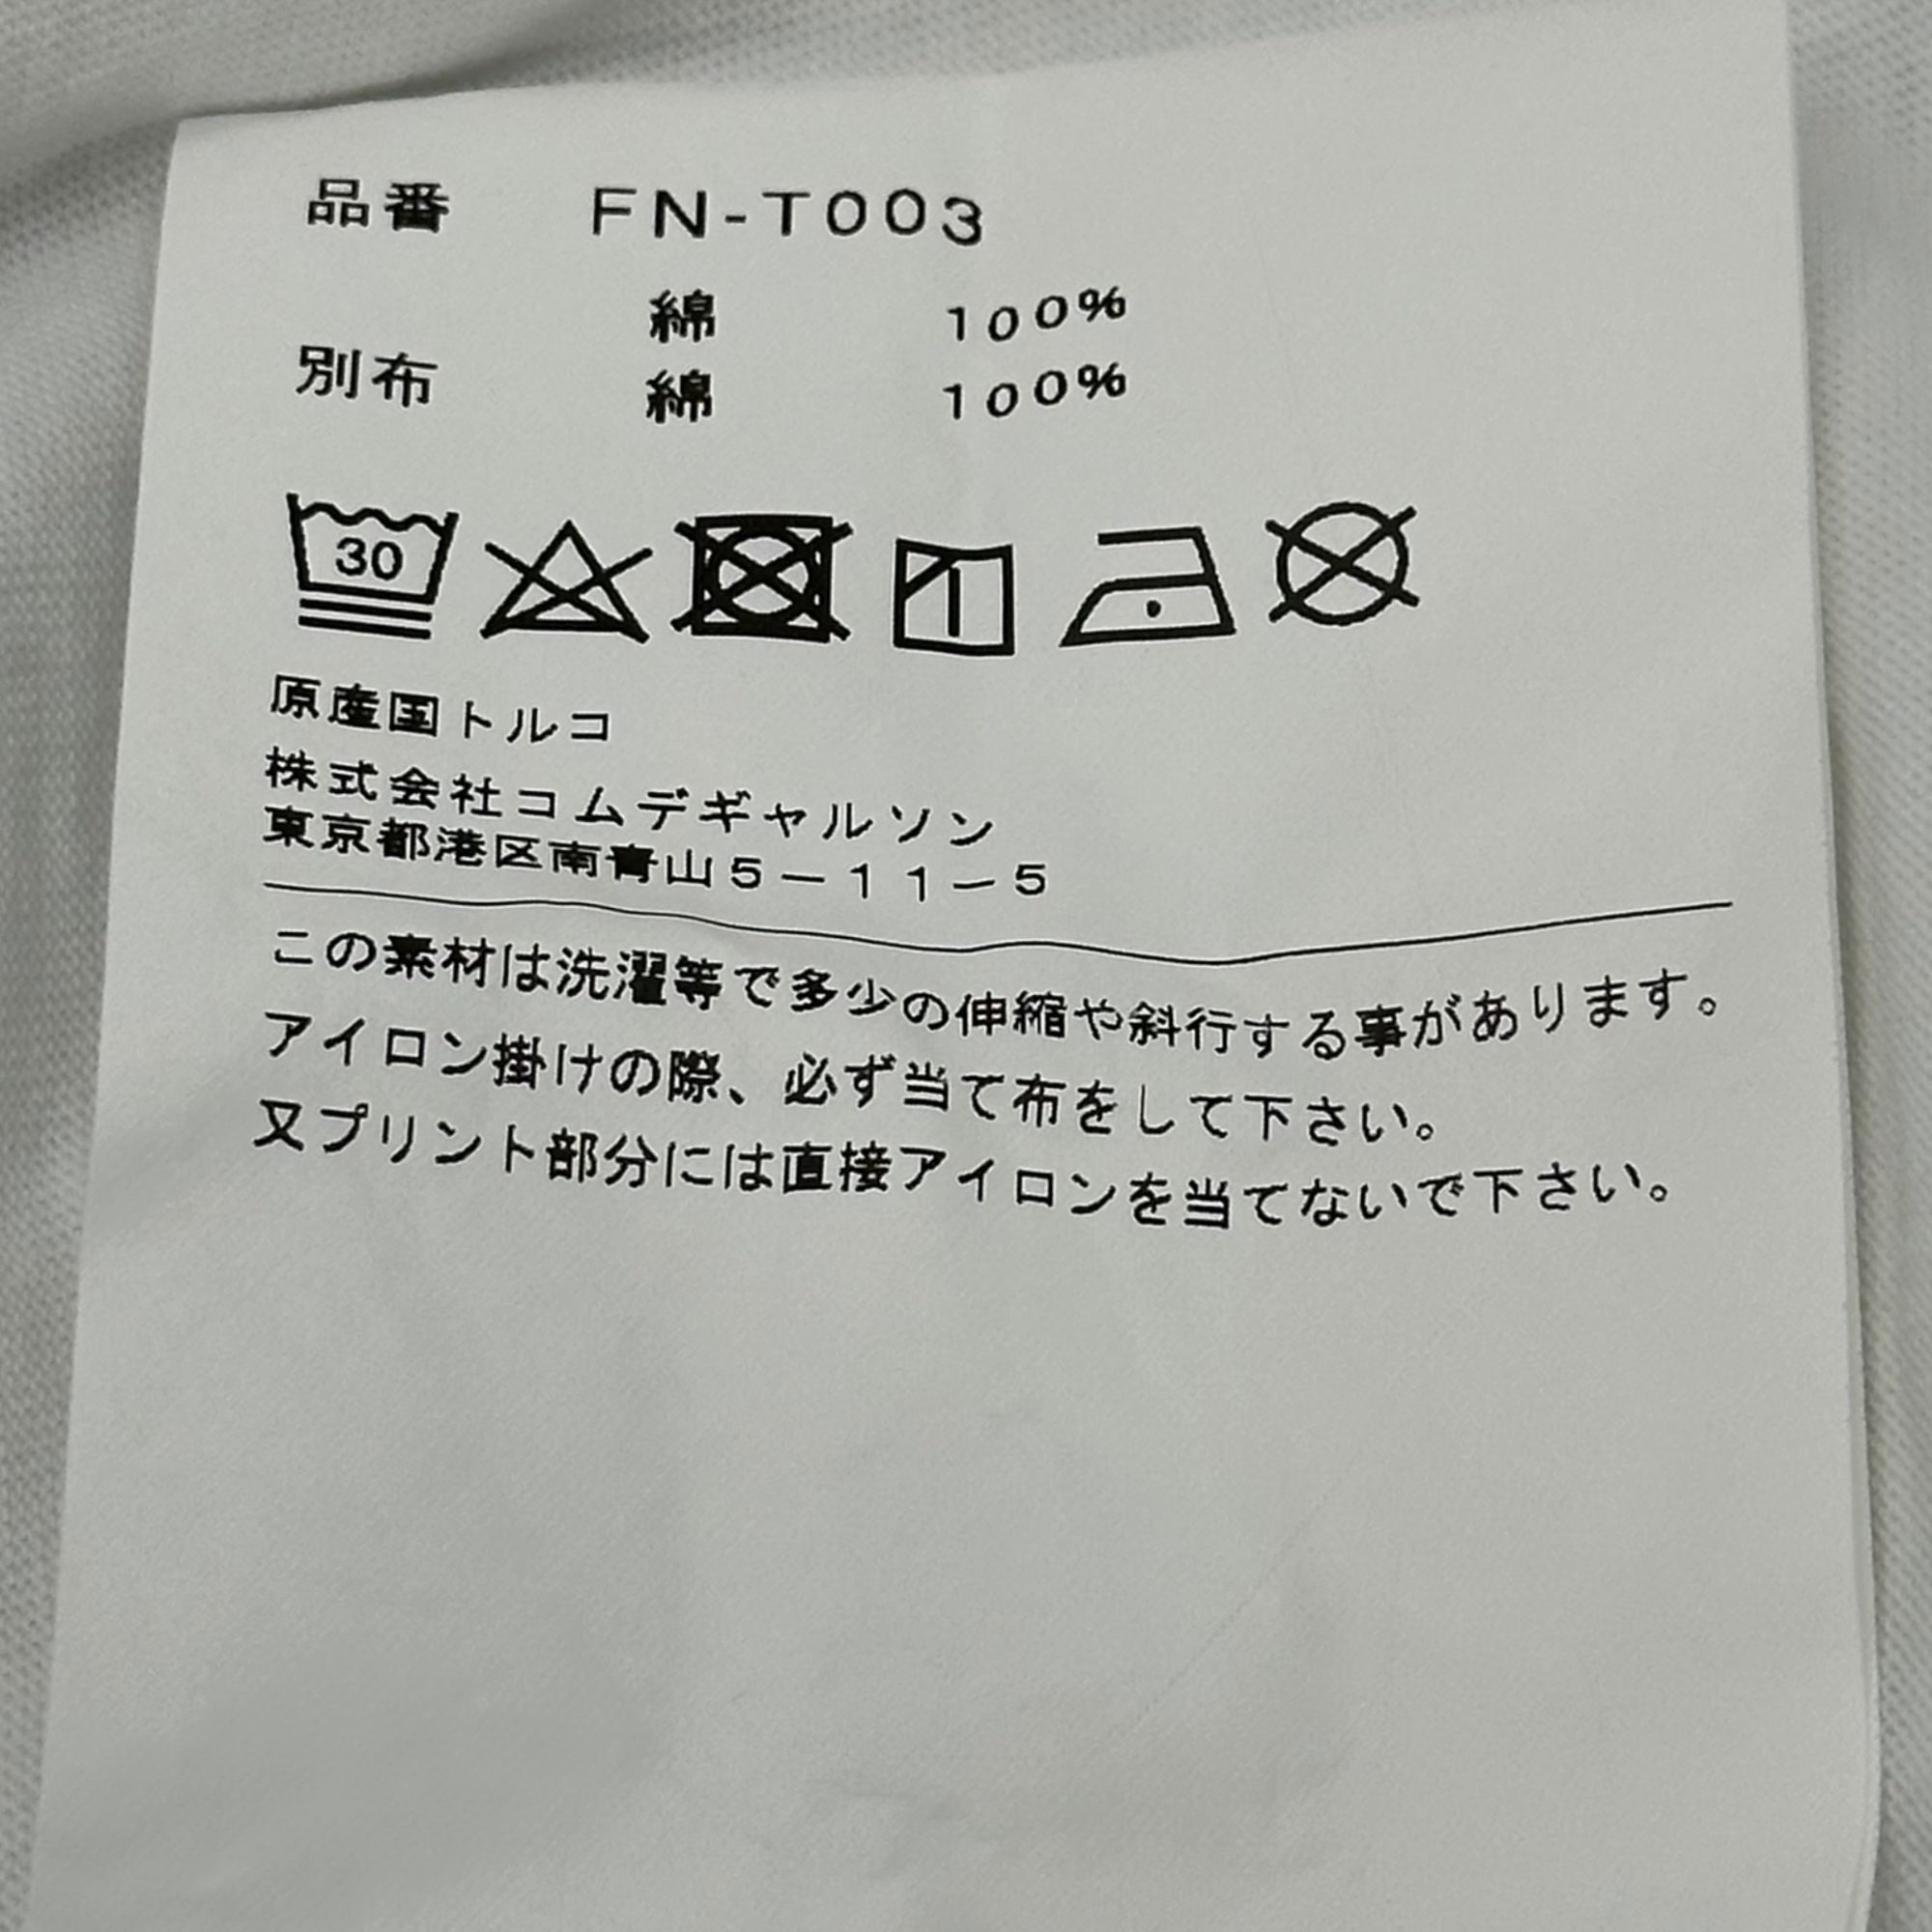 品番 FN-T003
綿 100%
別布 綿 100%
30
原産国トルコ
株式会社コムデギャルソン
東京都港区南青山5-11-5
この素材は洗濯等で多少の伸縮や斜行する事があります。
アイロン掛けの際、必ず当て布をして下さい。
又プリント部分には直接アイロンを当てないで下さい。